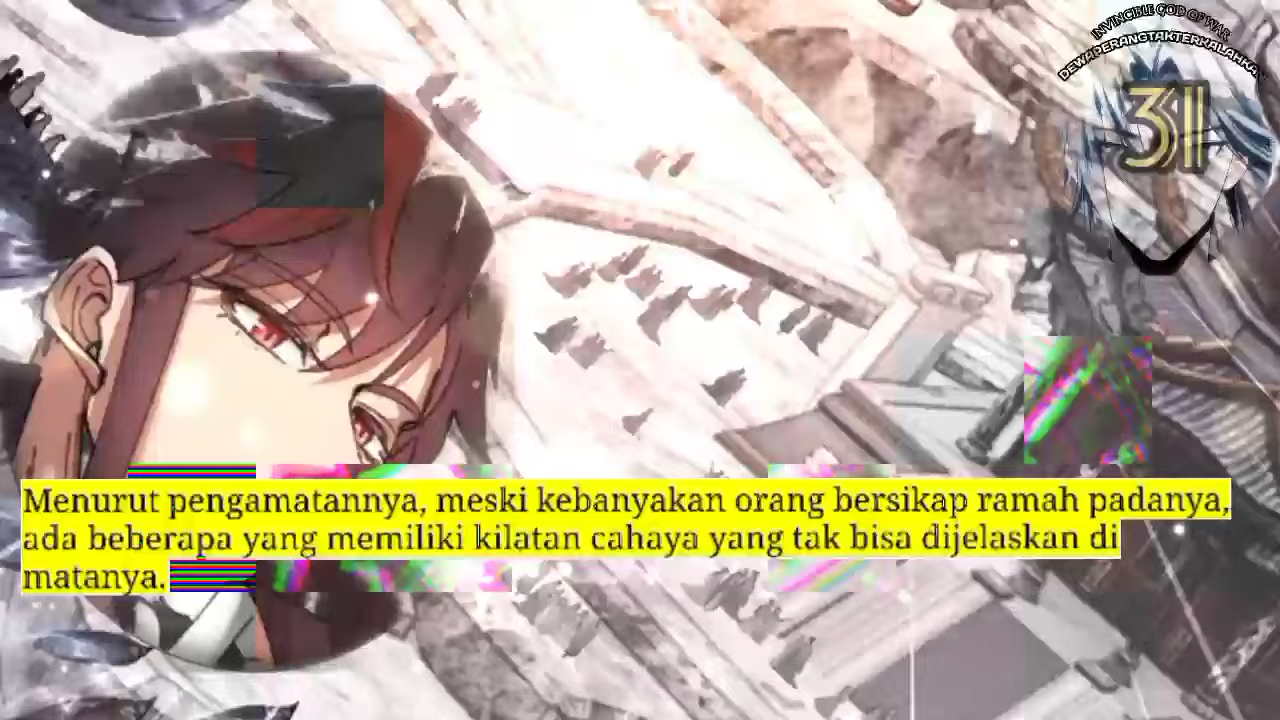 INVINCIBLE GOD OF WAR
DEWAPERANGTAKTERKALAHKA
31
Menurut pengamatannya, meski kebanyakan orang bersikap ramah padanya,
ada beberapa yang memiliki kilatan cahaya yang tak bisa dijelaskan di
matanya.